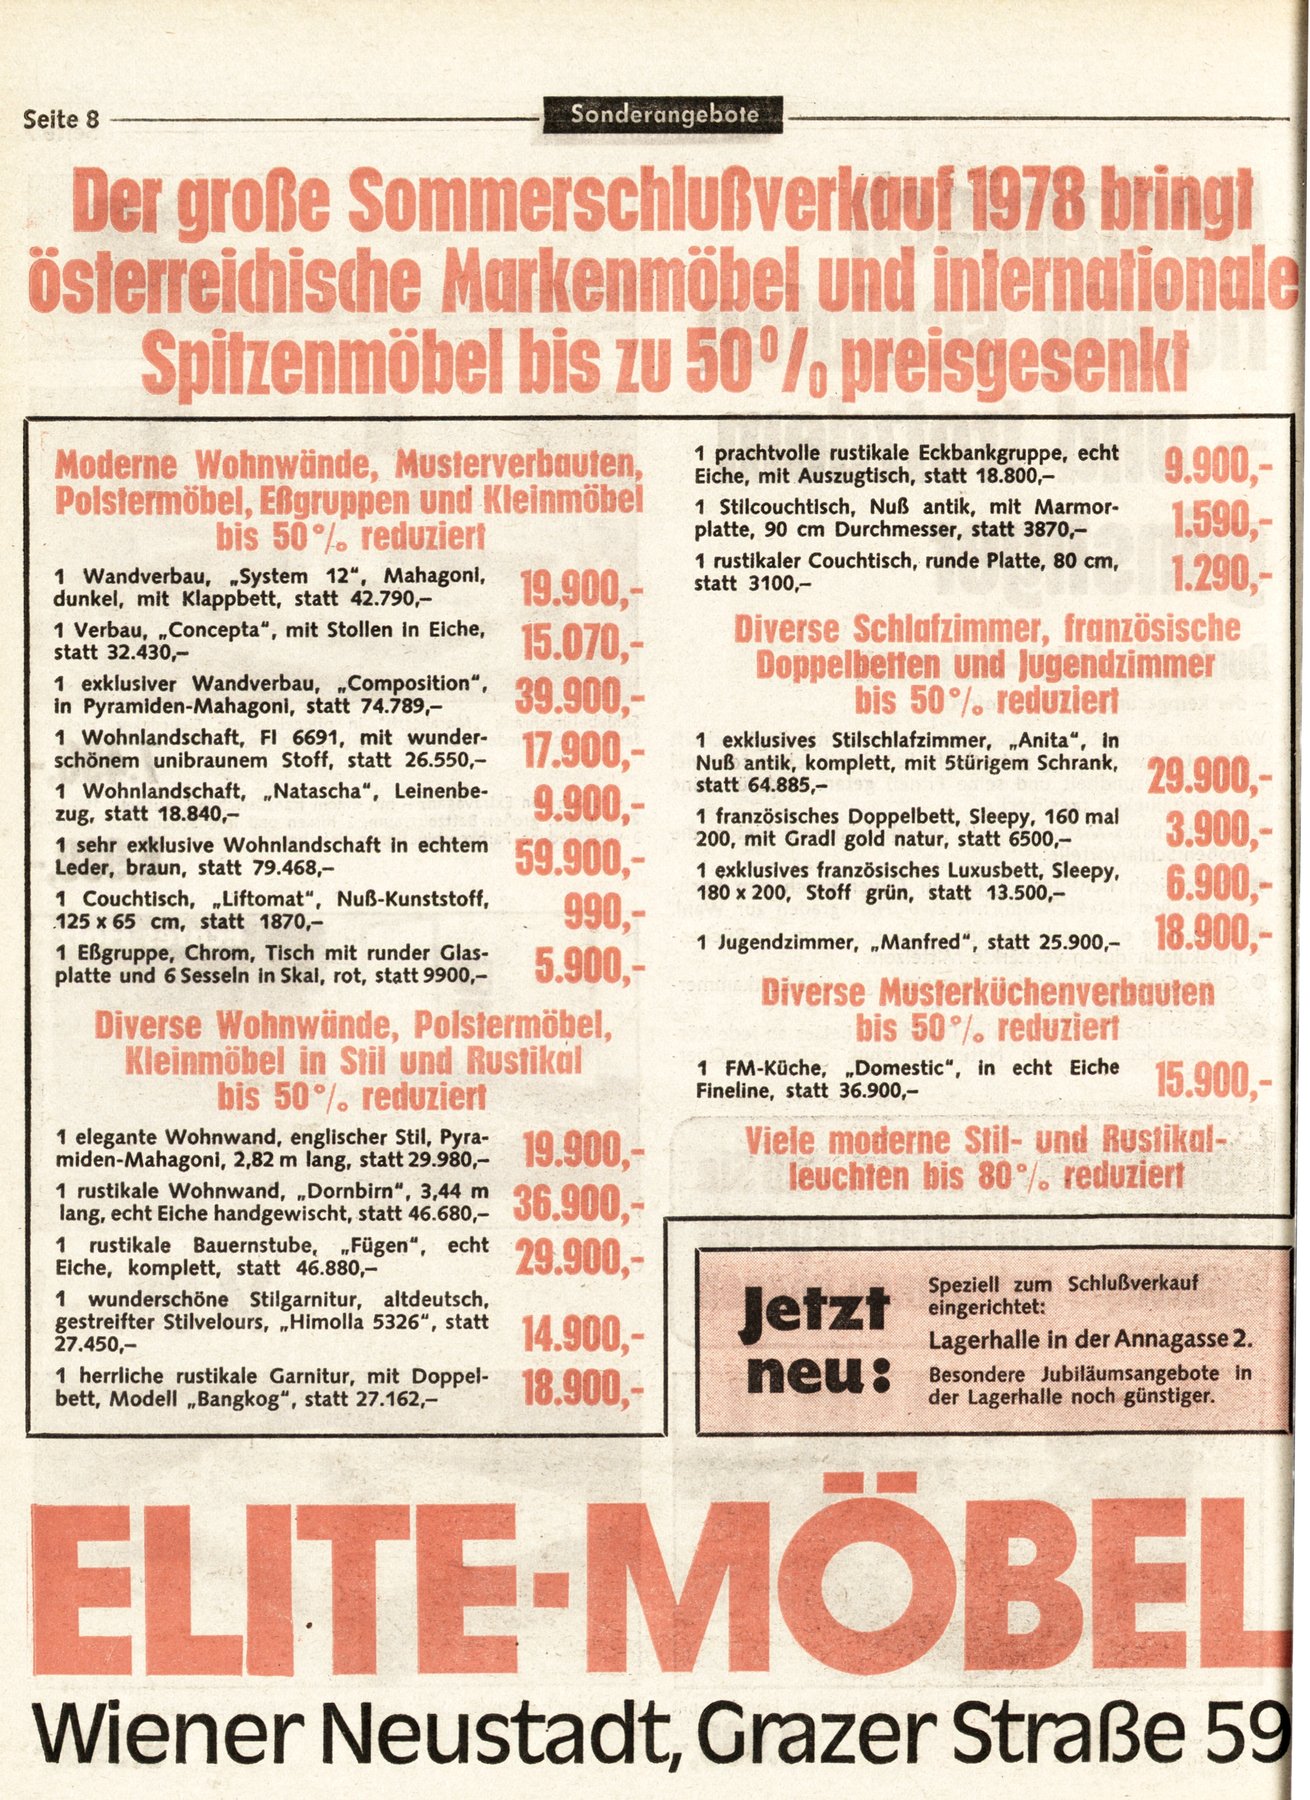 Seite 8
Sonderangebote
Der große Sommerschlußverkauf 1978 bringt
österreichische Markenmöbel und internationale
Spitzenmöbel bis zu 50% preisgesenkt
Moderne Wohnwände, Musterverbauten,
Polstermöbel, Eßgruppen und Kleinmöbel
bis 50% reduziert
1 Wandverbau, „System 12“, Mahagoni,
dunkel, mit Klappbett, statt 42.790,– 19.900,-
1 Verbau, „Concepta“, mit Stollen in Eiche,
statt 32.430,– 15.070,-
1 exklusiver Wandverbau, „Composition“,
in Pyramiden-Mahagoni, statt 74.789,– 39.900,-
1 Wohnlandschaft, FI 6691, mit wunder-
schönem unibraunem Stoff, statt 26.550,– 17.900,-
1 Wohnlandschaft, „Natascha“, Leinenbe-
zug, statt 18.840,– 9.900,-
1 sehr exklusive Wohnlandschaft in echtem
Leder, braun, statt 79.468,– 59.900,-
1 Couchtisch, „Liftomat“, Nuß-Kunststoff,
125 x 65 cm, statt 1870,– 990,-
1 Eßgruppe, Chrom, Tisch mit runder Glas-
platte und 6 Sesseln in Skai, rot, statt 9900,– 5.900,-
Diverse Wohnwände, Polstermöbel,
Kleinmöbel in Stil und Rustikal
bis 50% reduziert
1 elegante Wohnwand, englischer Stil, Pyra-
miden-Mahagoni, 2,82 m lang, statt 29.980,– 19.900,-
1 rustikale Wohnwand, „Dornbirn“, 3,44 m
lang, echt Eiche handgewischt, statt 46.680,– 36.900,-
1 rustikale Bauernstube, „Fügen“, echt
Eiche, komplett, statt 46.880,– 29.900,-
1 wunderschöne Stilgarnitur, altdeutsch,
gestreifter Stilvelours, „Himolla 5326“, statt
27.450,– 14.900,-
1 herrliche rustikale Garnitur, mit Doppel-
bett, Modell „Bangkog“, statt 27.162,– 18.900,-
1 prachtvolle rustikale Eckbankgruppe, echt
Eiche, mit Auszugtisch, statt 18.800,– 9.900,-
1 Stilcouchtisch, Nuß antik, mit Marmor-
platte, 90 cm Durchmesser, statt 3870,– 1.590,-
1 rustikaler Couchtisch, runde Platte, 80 cm,
statt 3100,– 1.290,-
Diverse Schlafzimmer, französische
Doppelbetten und Jugendzimmer
bis 50% reduziert
1 exklusives Stilschlafzimmer, „Anita“, in
Nuß antik, komplett, mit 5türigem Schrank,
statt 64.885,– 29.900,-
1 französisches Doppelbett, Sleepy, 160 mal
200, mit Gradl gold natur, statt 6500,– 3.900,-
1 exklusives französisches Luxusbett, Sleepy,
180 x 200, Stoff grün, statt 13.500,– 6.900,-
1 Jugendzimmer, „Manfred“, statt 25.900,– 18.900,-
Diverse Musterküchenverbauten
bis 50% reduziert
1 FM-Küche, „Domestic“, in echt Eiche
Fineline, statt 36.900,– 15.900,-
Viele moderne Stil- und Rustikal-
leuchten bis 80% reduziert
Jetzt
neu:
Speziell zum Schlußverkauf
eingerichtet:
Lagerhalle in der Annagasse 2.
Besondere Jubiläumsangebote in
der Lagerhalle noch günstiger.
ELITE-MÖBEL
Wiener Neustadt, Grazer Straße 59